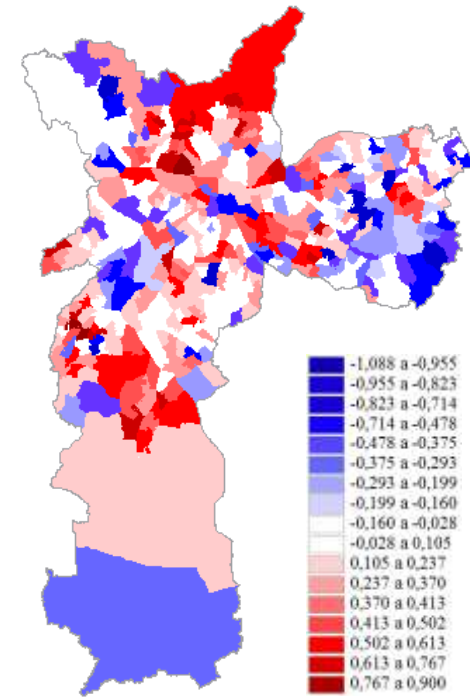 -1,088 a -0,955
-0,955 a -0,823
-0,823 a -0,714
-0,714 a -0,478
-0,478 a -0,375
-0,375 a -0,293
-0,293 a -0,199
-0,199 a -0,160
-0,160 a -0,028
-0,028 a 0,105
0,105 a 0,237
0,237 a 0,370
0,370 a 0,413
0,413 a 0,502
0,502 a 0,613
0,613 a 0,767
0,767 a 0,900